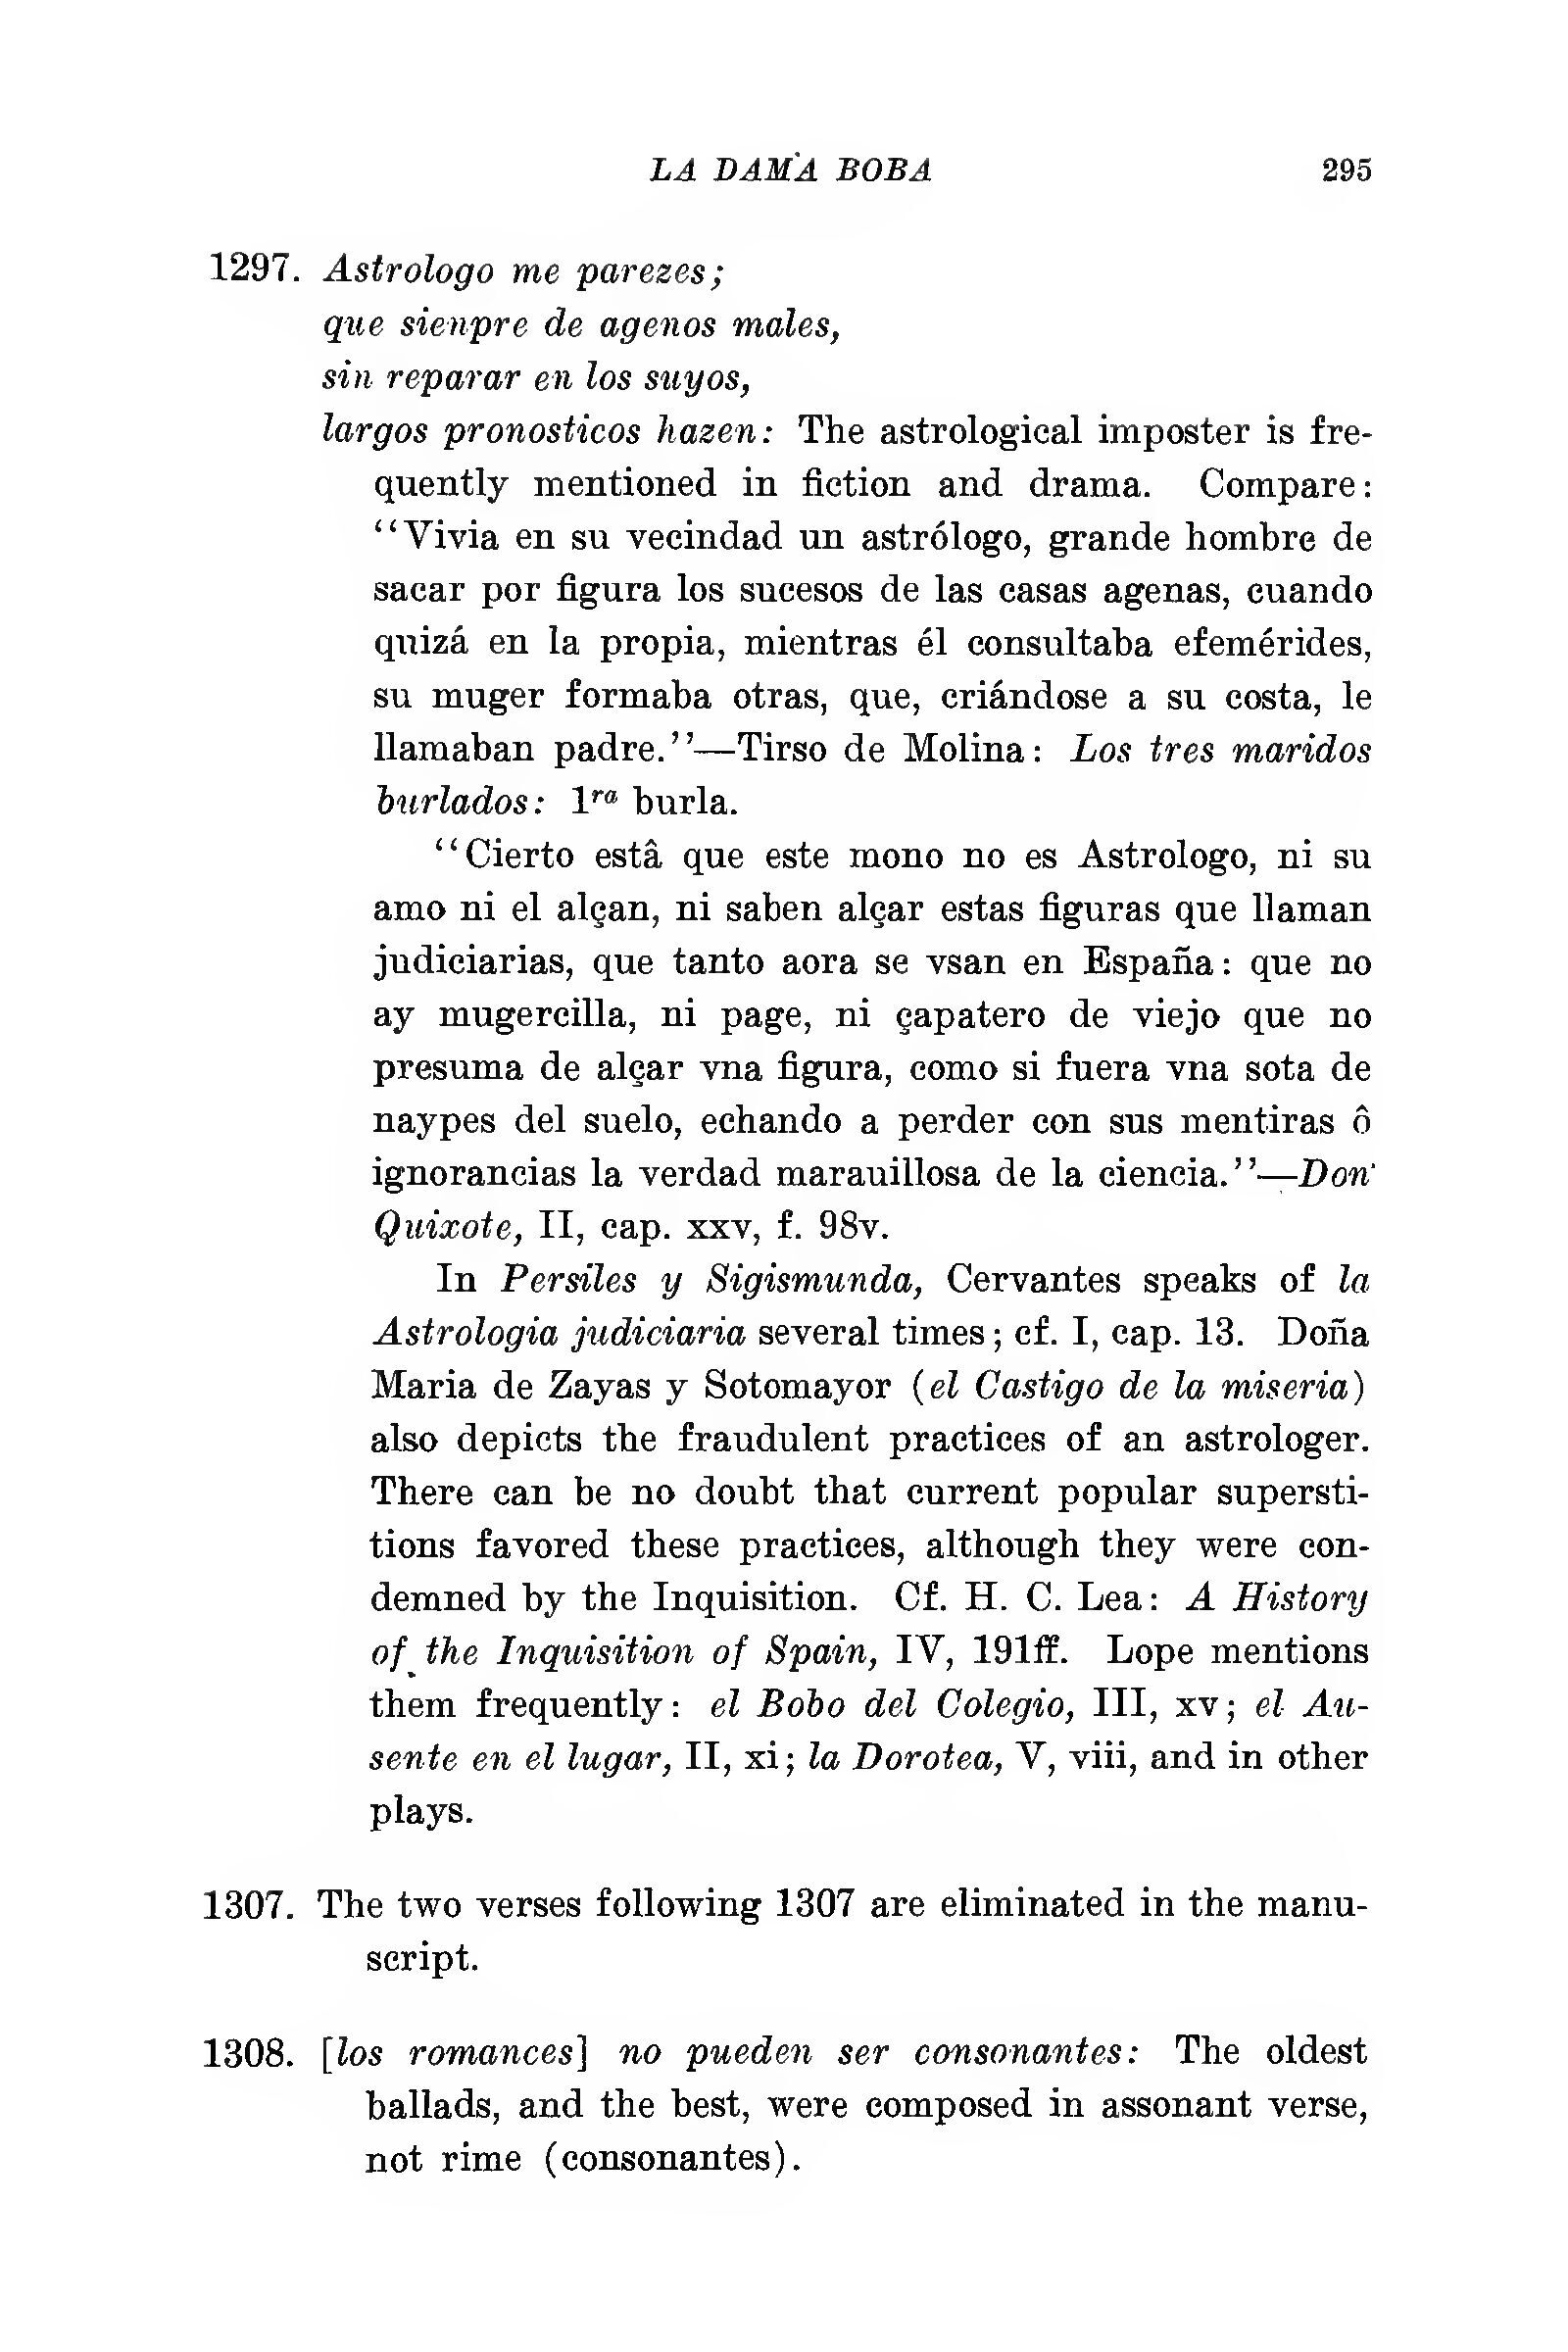 LA DAMA BOBA 295
1297. Astrologo me parezes;
que sienpre de agenos males,
sin reparar en los suyos,
largos pronosticos hazen: The astrological imposter is fre-
quently mentioned in fiction and drama. Compare:
“Vivia en su vecindad un astrólogo, grande hombre de
sacar por figura los sucesos de las casas agenas, cuando
quizá en la propia, mientras él consultaba efemérides,
su muger formaba otras, que, criándose a su costa, le
llamaban padre.”—Tirso de Molina: Los tres maridos
burlados: 1ra burla.
“Cierto estâ que este mono no es Astrologo, ni su
amo ni el alçan, ni saben alçar estas figuras que llaman
judiciarias, que tanto aora se vsan en España: que no
ay mugercilla, ni page, ni çapatero de viejo que no
presuma de alçar vna figura, como si fuera vna sota de
naypes del suelo, echando a perder con sus mentiras ô
ignorancias la verdad marauillosa de la ciencia.”—Don
Quixote, II, cap. xxv, f. 98v.
In Persiles y Sigismunda, Cervantes speaks of la
Astrologia judiciaria several times; cf. I, cap. 13. Doña
Maria de Zayas y Sotomayor (el Castigo de la miseria)
also depicts the fraudulent practices of an astrologer.
There can be no doubt that current popular supersti-
tions favored these practices, although they were con-
demned by the Inquisition. Cf. H. C. Lea: A History
of the Inquisition of Spain, IV, 191ff. Lope mentions
them frequently: el Bobo del Colegio, III, xv; el Au-
sente en el lugar, II, xi; la Dorotea, V, viii, and in other
plays.
1307. The two verses following 1307 are eliminated in the manu-
script.
1308. [los romances] no pueden ser consonantes: The oldest
ballads, and the best, were composed in assonant verse,
not rime (consonantes).